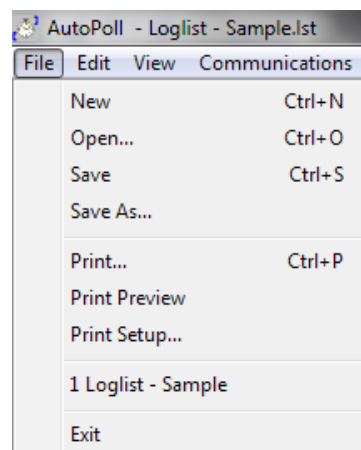 AutoPoll - Loglist - Sample.lst
File Edit View Communications
New Ctrl+N
Open... Ctrl+O
Save Ctrl+S
Save As...
Print... Ctrl+P
Print Preview
Print Setup...
1 Loglist - Sample
Exit